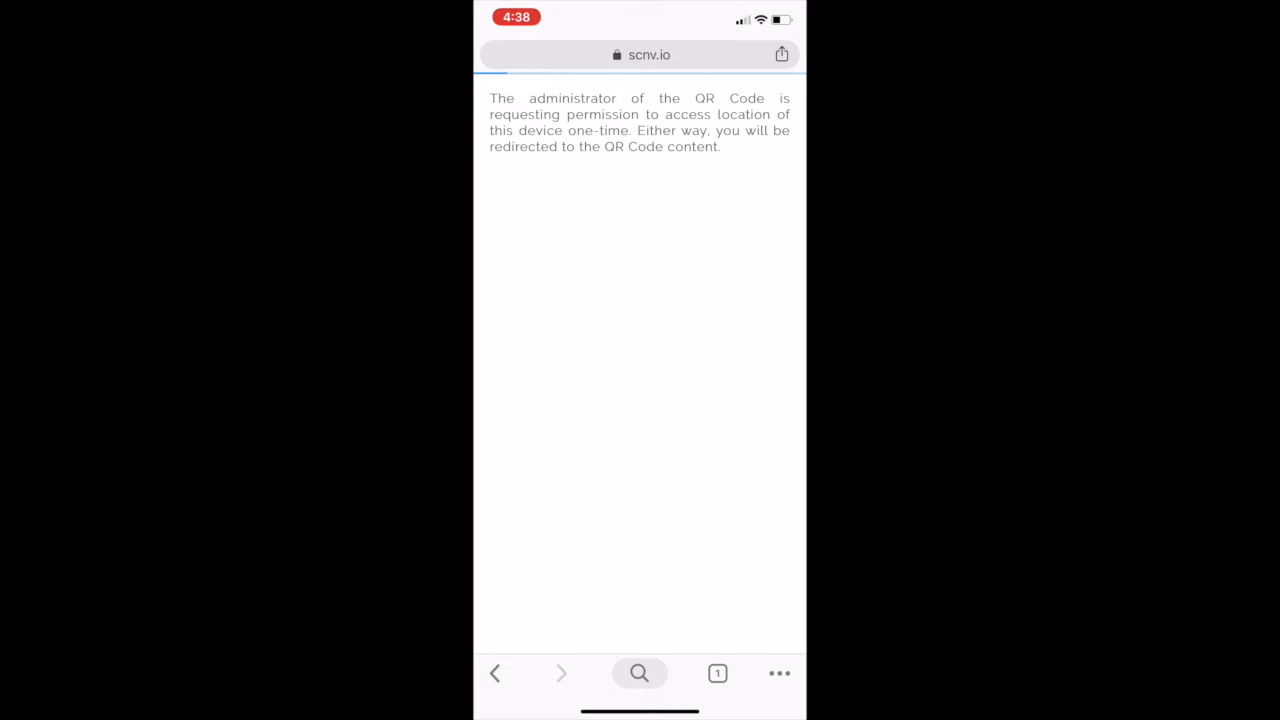 4:38
scnv.io
The administrator of the QR Code is
requesting permission to access location of
this device one-time. Either way, you will be
redirected to the QR Code content.
1